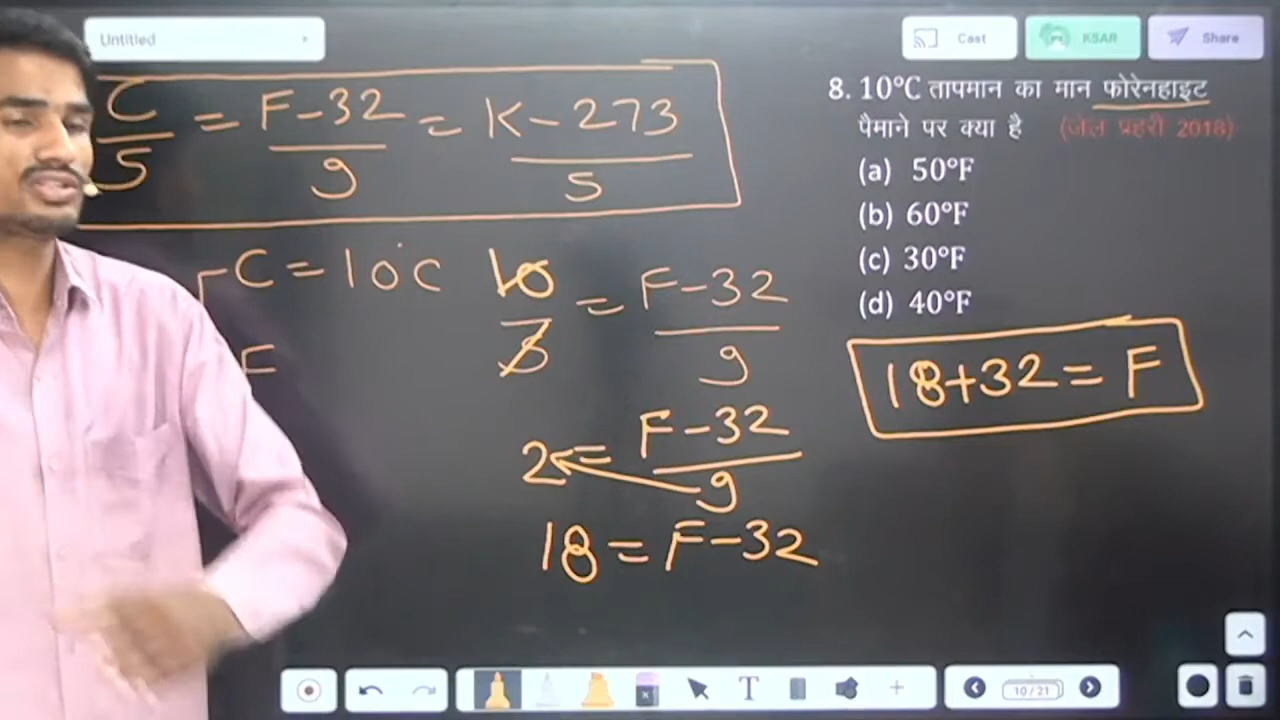 Untitled
Cast
KSAR
Share
C/5 = F-32/9 = K-273/5
C = 10°C
F
10/5 = F-32/9
2 = F-32/9
18 = F-32
8. 10°C तापमान का मान फोरेनहाइट
पैमाने पर क्या है (जेल प्रहरी 2018)
(a) 50°F
(b) 60°F
(c) 30°F
(d) 40°F
18+32 = F
T
10/21